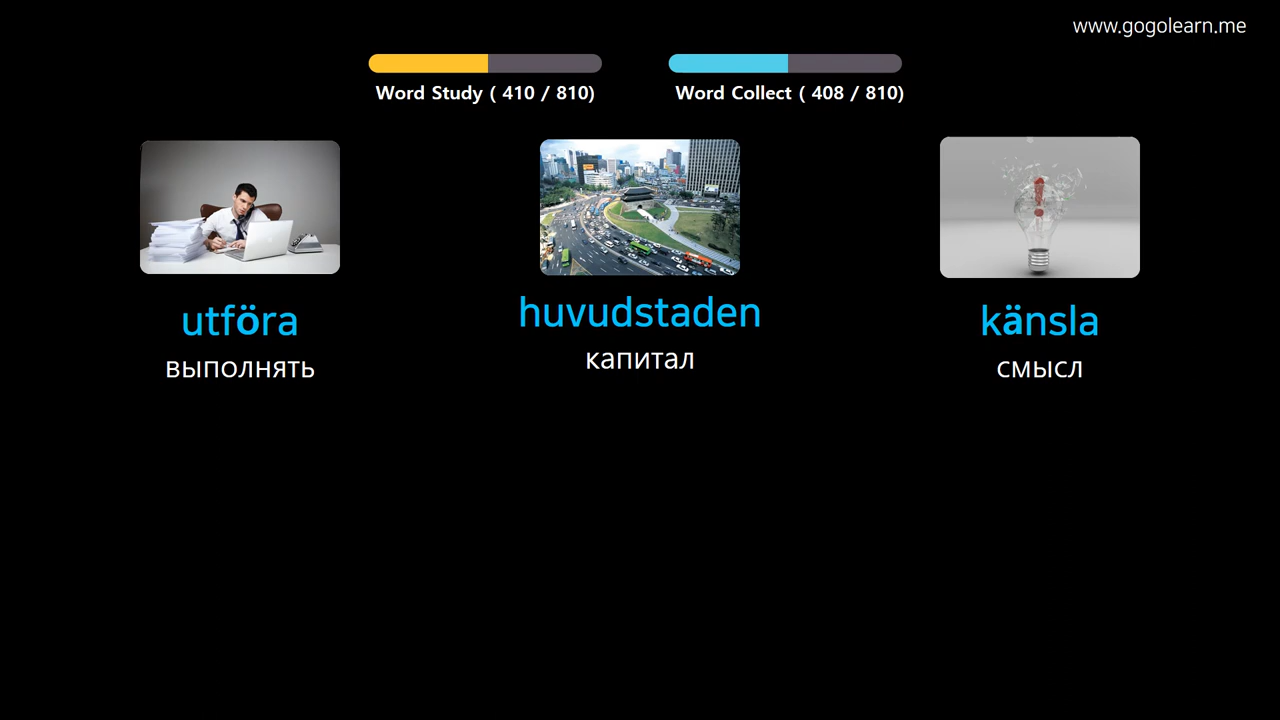 www.gogolearn.me
Word Study ( 410 / 810)
Word Collect ( 408 / 810)
utföra
huvudstaden
känsla
выполнять
капитал
смысл